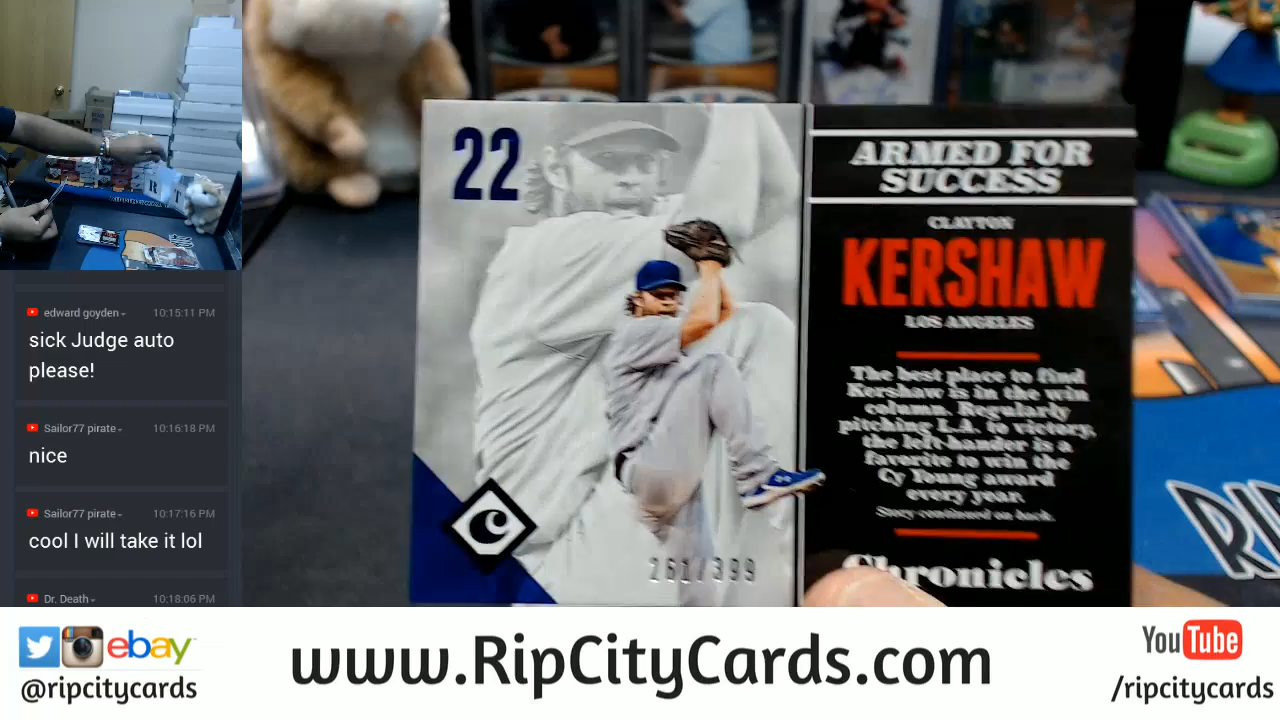 edward goyden
10:15:11 PM
sick Judge auto
please!
Sailor77 pirate
10:16:18 PM
nice
Sailor77 pirate
10:17:16 PM
cool I will take it lol
Dr. Death
10:18:06 PM
22
C
261/399
ARMED FOR
SUCCESS
CLAYTON
KERSHAW
LOS ANGELES
The best place to find
Kershaw is in the win
column. Regularly
pitching L.A. to victory,
the left-hander is a
favorite to win the
Cy Young award
every year.
Story continued on back.
Chronicles
RI
ebay
@ripcitycards
www.RipCityCards.com
YouTube
/ripcitycards